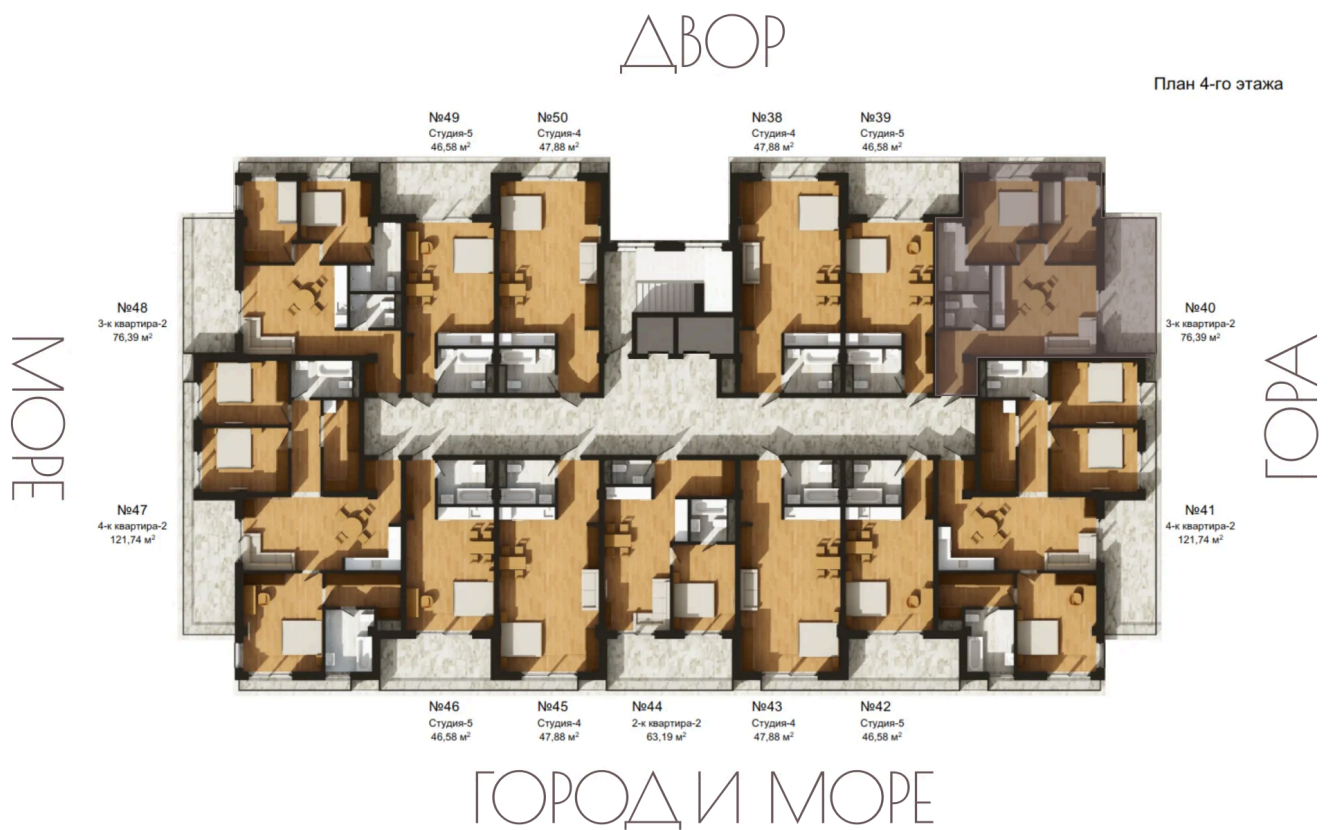 ДВОР
План 4-го этажа
№49
Студия-5
46,58 м²
№50
Студия-4
47,88 м²
№38
Студия-4
47,88 м²
№39
Студия-5
46,58 м²
№48
3-к квартира-2
76,39 м²
№40
3-к квартира-2
76,39 м²
МОРЕ
ГОРА
№47
4-к квартира-2
121,74 м²
№41
4-к квартира-2
121,74 м²
№46
Студия-5
46,58 м²
№45
Студия-4
47,88 м²
№44
2-к квартира-2
63,19 м²
№43
Студия-4
47,88 м²
№42
Студия-5
46,58 м²
ГОРОД И МОРЕ